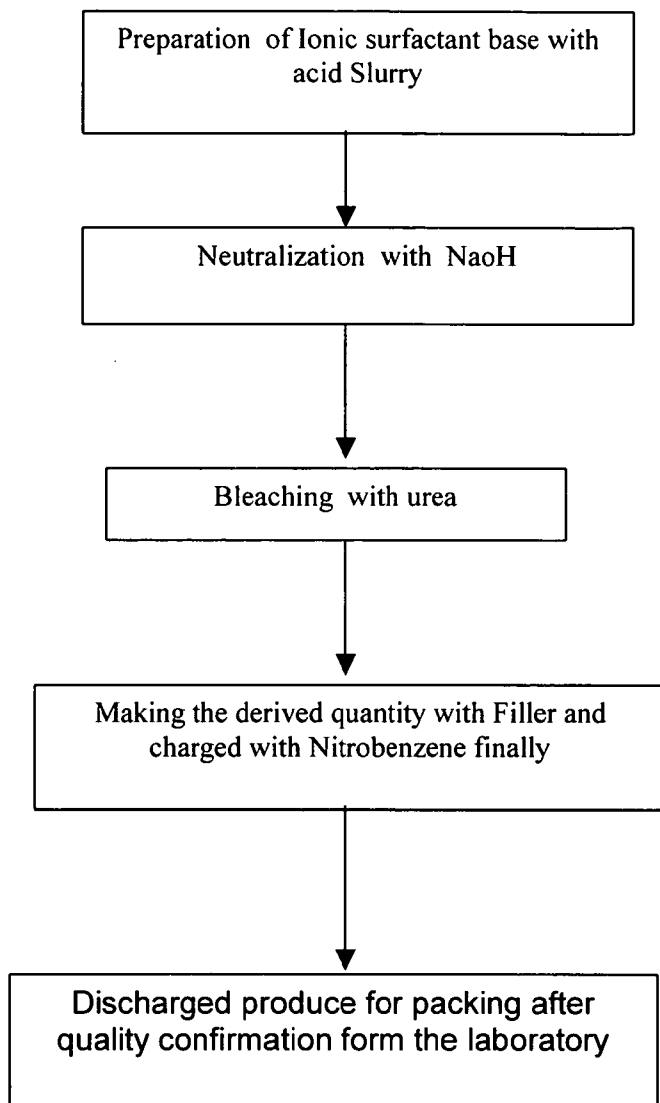 Preparation of Ionic surfactant base with
acid Slurry
Neutralization with NaoH
Bleaching with urea
Making the derived quantity with Filler and
charged with Nitrobenzene finally
Discharged produce for packing after
quality confirmation form the laboratory